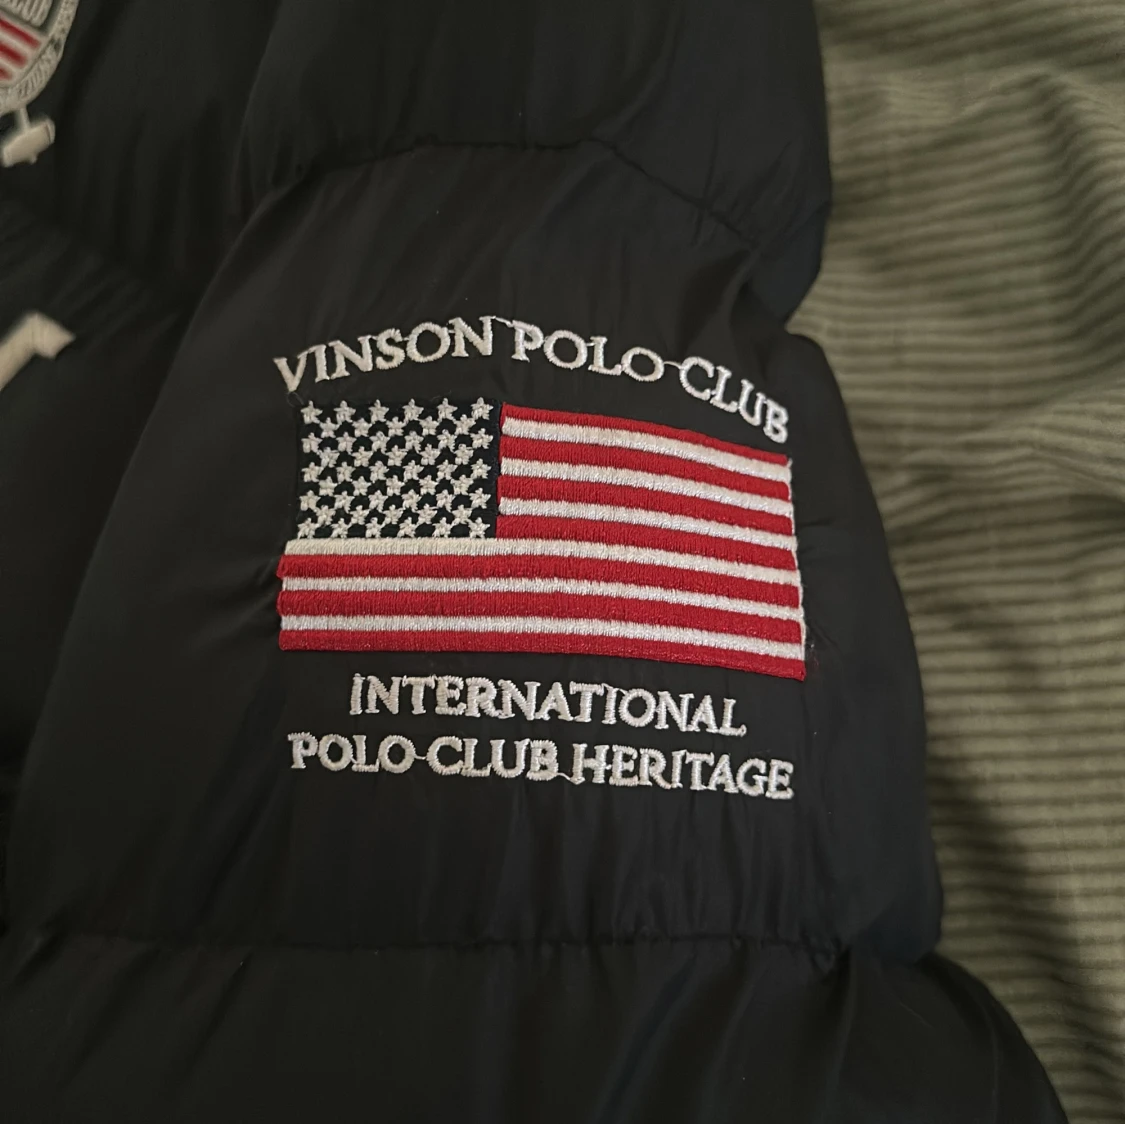 VINSON POLO CLUB
INTERNATIONAL
POLO CLUB HERITAGE